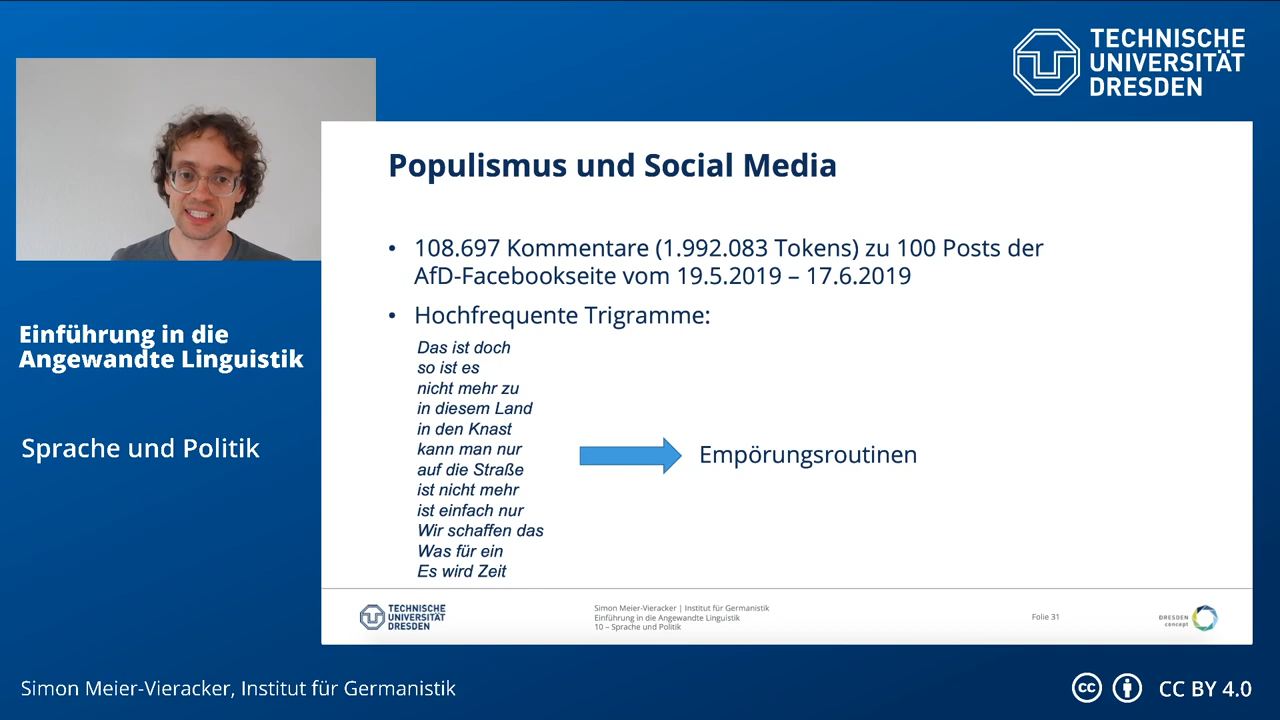 TECHNISCHE
UNIVERSITÄT
DRESDEN
Populismus und Social Media
• 108.697 Kommentare (1.992.083 Tokens) zu 100 Posts der
AfD-Facebookseite vom 19.5.2019 – 17.6.2019
• Hochfrequente Trigramme:
Das ist doch
so ist es
nicht mehr zu
in diesem Land
in den Knast
kann man nur
auf die Straße
ist nicht mehr
ist einfach nur
Wir schaffen das
Was für ein
Es wird Zeit
Empörungsroutinen
Einführung in die
Angewandte Linguistik
Sprache und Politik
TECHNISCHE
UNIVERSITÄT
DRESDEN
Simon Meier-Vieracker | Institut für Germanistik
Einführung in die Angewandte Linguistik
10 – Sprache und Politik
Folie 31
DRESDEN
concept
Simon Meier-Vieracker, Institut für Germanistik
cc CC BY 4.0